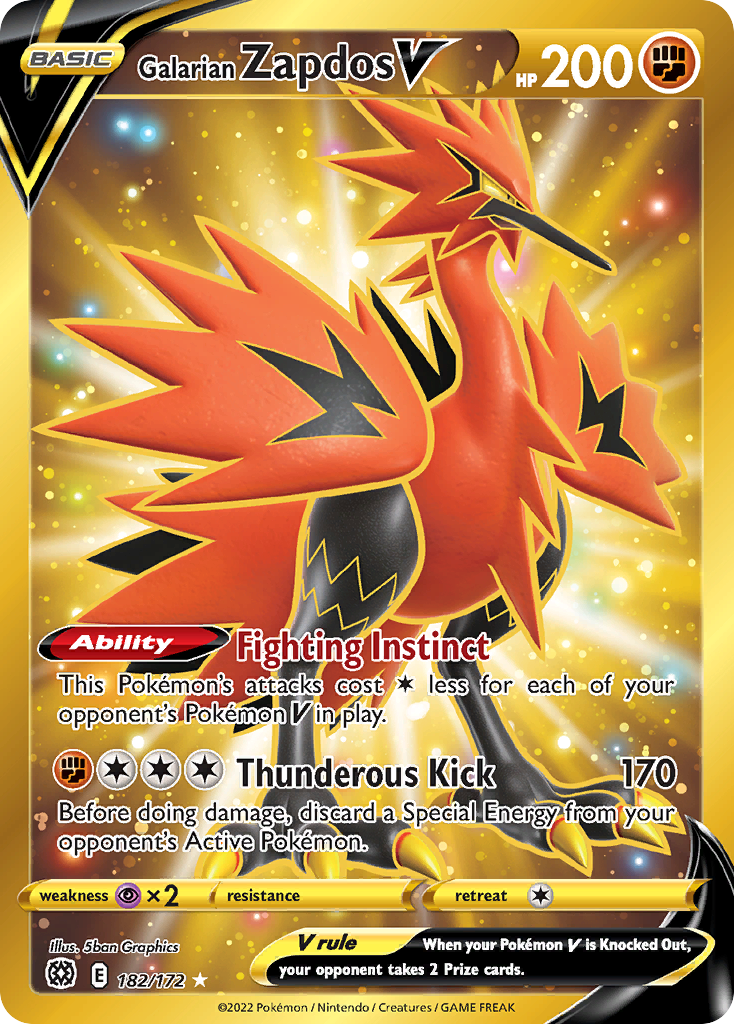 BASIC
Galarian Zapdos V
HP 200
Ability Fighting Instinct
This Pokémon's attacks cost less for each of your
opponent's Pokémon V in play.
Thunderous Kick 170
Before doing damage, discard a Special Energy from your
opponent's Active Pokémon.
weakness ×2 resistance retreat
Illus. 5ban Graphics
V rule When your Pokémon V is Knocked Out,
your opponent takes 2 Prize cards.
E 182/172
©2022 Pokémon / Nintendo / Creatures / GAME FREAK